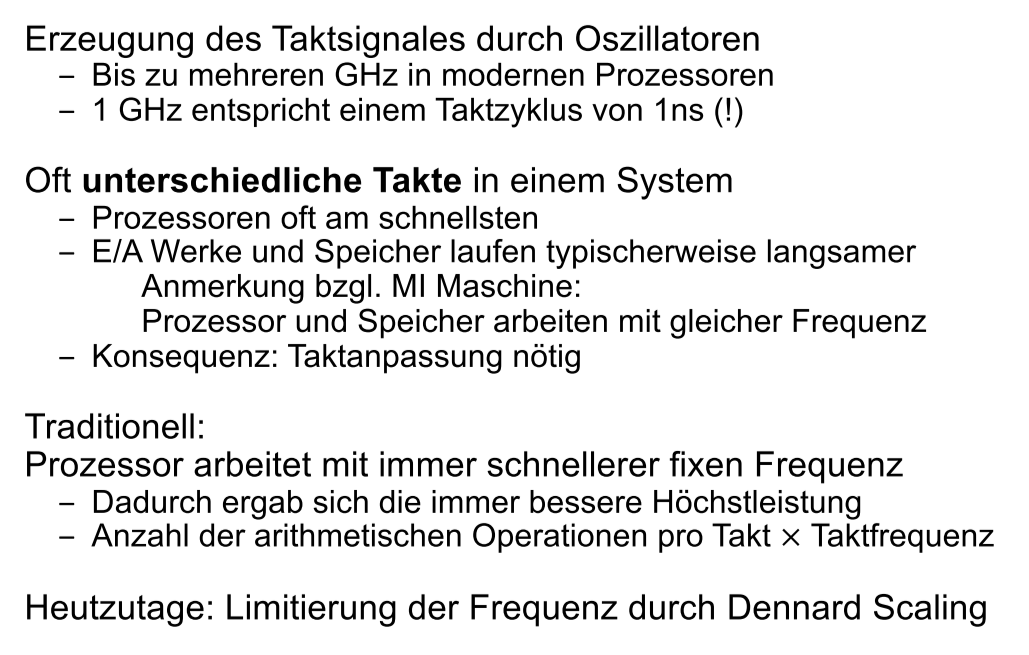 Erzeugung des Taktsignales durch Oszillatoren
– Bis zu mehreren GHz in modernen Prozessoren
– 1 GHz entspricht einem Taktzyklus von 1ns (!)
Oft unterschiedliche Takte in einem System
– Prozessoren oft am schnellsten
– E/A Werke und Speicher laufen typischerweise langsamer
Anmerkung bzgl. MI Maschine:
Prozessor und Speicher arbeiten mit gleicher Frequenz
– Konsequenz: Taktanpassung nötig
Traditionell:
Prozessor arbeitet mit immer schnellerer fixen Frequenz
– Dadurch ergab sich die immer bessere Höchstleistung
– Anzahl der arithmetischen Operationen pro Takt × Taktfrequenz
Heutzutage: Limitierung der Frequenz durch Dennard Scaling